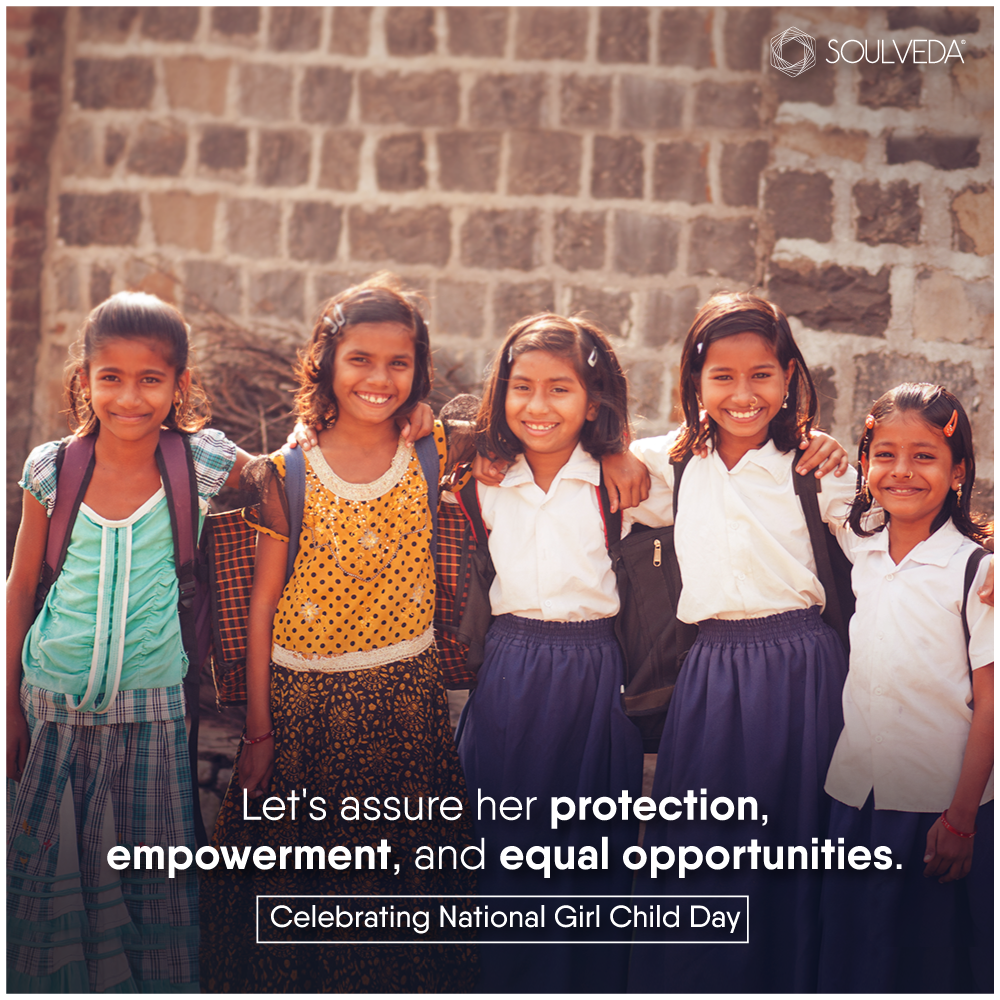 SOULVEDA®
Let's assure her protection,
empowerment, and equal opportunities.
Celebrating National Girl Child Day